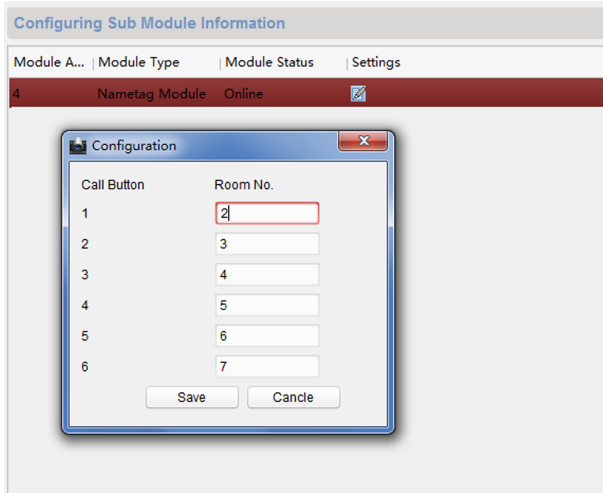 Configuring Sub Module Information
Module A... Module Type Module Status Settings
4 Nametag Module Online
Configuration
Call Button Room No.
1 2
2 3
3 4
4 5
5 6
6 7
Save Cancle